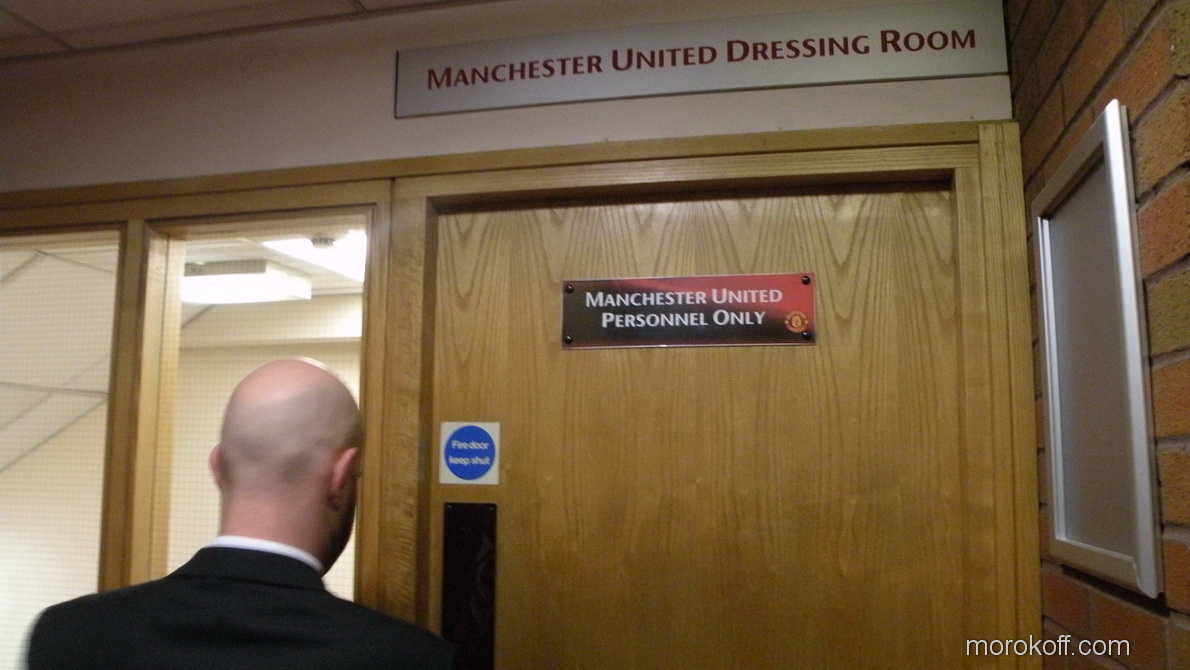 MANCHESTER UNITED DRESSING ROOM
MANCHESTER UNITED
PERSONNEL ONLY
Fire door
keep shut
morokoff.com